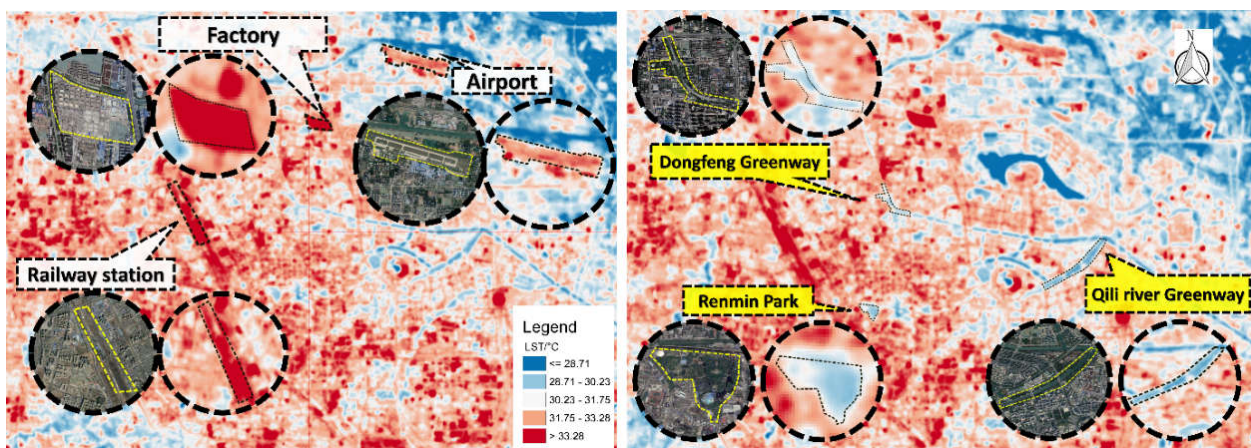 Factory
Airport
Railway station
Legend
LST/°C
<= 28.71
28.71 - 30.23
30.23 - 31.75
31.75 - 33.28
> 33.28
N
Dongfeng Greenway
Renmin Park
Qili river Greenway